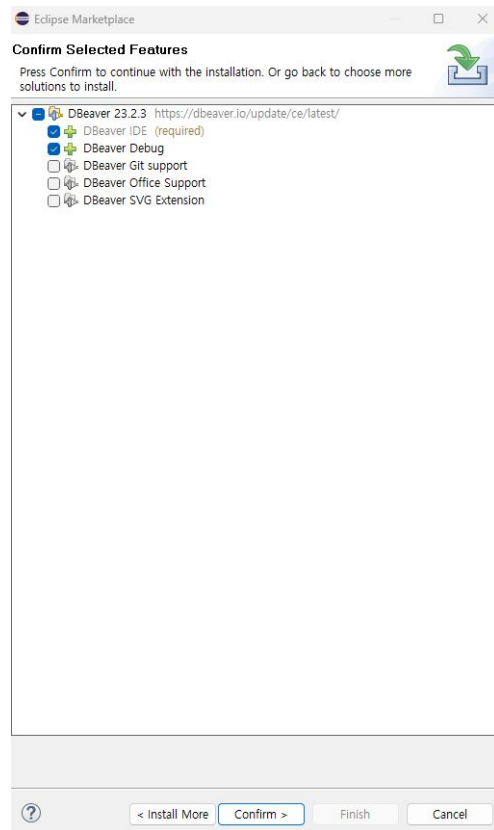 Eclipse Marketplace
Confirm Selected Features
Press Confirm to continue with the installation. Or go back to choose more
solutions to install.
DBeaver 23.2.3 https://dbeaver.io/update/ce/latest/
DBeaver IDE (required)
DBeaver Debug
DBeaver Git support
DBeaver Office Support
DBeaver SVG Extension
? < Install More Confirm > Finish Cancel